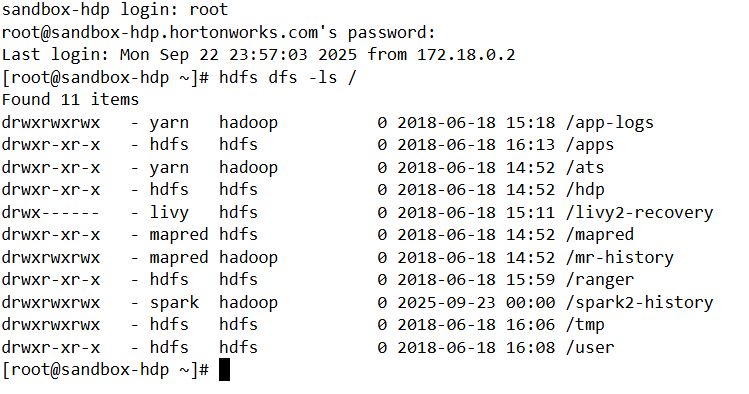 sandbox-hdp login: root
root@sandbox-hdp.hortonworks.com's password:
Last login: Mon Sep 22 23:57:03 2025 from 172.18.0.2
[root@sandbox-hdp ~]# hdfs dfs -ls /
Found 11 items
drwxrwxrwx   - yarn   hadoop          0 2018-06-18 15:18 /app-logs
drwxr-xr-x   - hdfs   hdfs            0 2018-06-18 16:13 /apps
drwxr-xr-x   - yarn   hadoop          0 2018-06-18 14:52 /ats
drwxr-xr-x   - hdfs   hdfs            0 2018-06-18 14:52 /hdp
drwx------   - livy   hdfs            0 2018-06-18 15:11 /livy2-recovery
drwxr-xr-x   - mapred hdfs            0 2018-06-18 14:52 /mapred
drwxrwxrwx   - mapred hadoop          0 2018-06-18 14:52 /mr-history
drwxr-xr-x   - hdfs   hdfs            0 2018-06-18 15:59 /ranger
drwxrwxrwx   - spark  hadoop          0 2025-09-23 00:00 /spark2-history
drwxrwxrwx   - hdfs   hdfs            0 2018-06-18 16:06 /tmp
drwxr-xr-x   - hdfs   hdfs            0 2018-06-18 16:08 /user
[root@sandbox-hdp ~]#